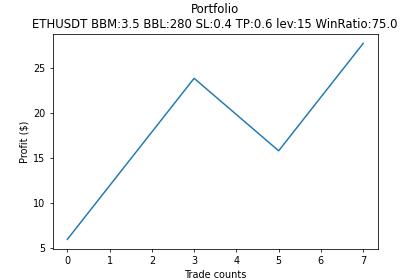 Portfolio
ETHUSDT BBM:3.5 BBL:280 SL:0.4 TP:0.6 lev:15 WinRatio:75.0
25
20
15
10
5
Profit ($)
0 1 2 3 4 5 6 7
Trade counts